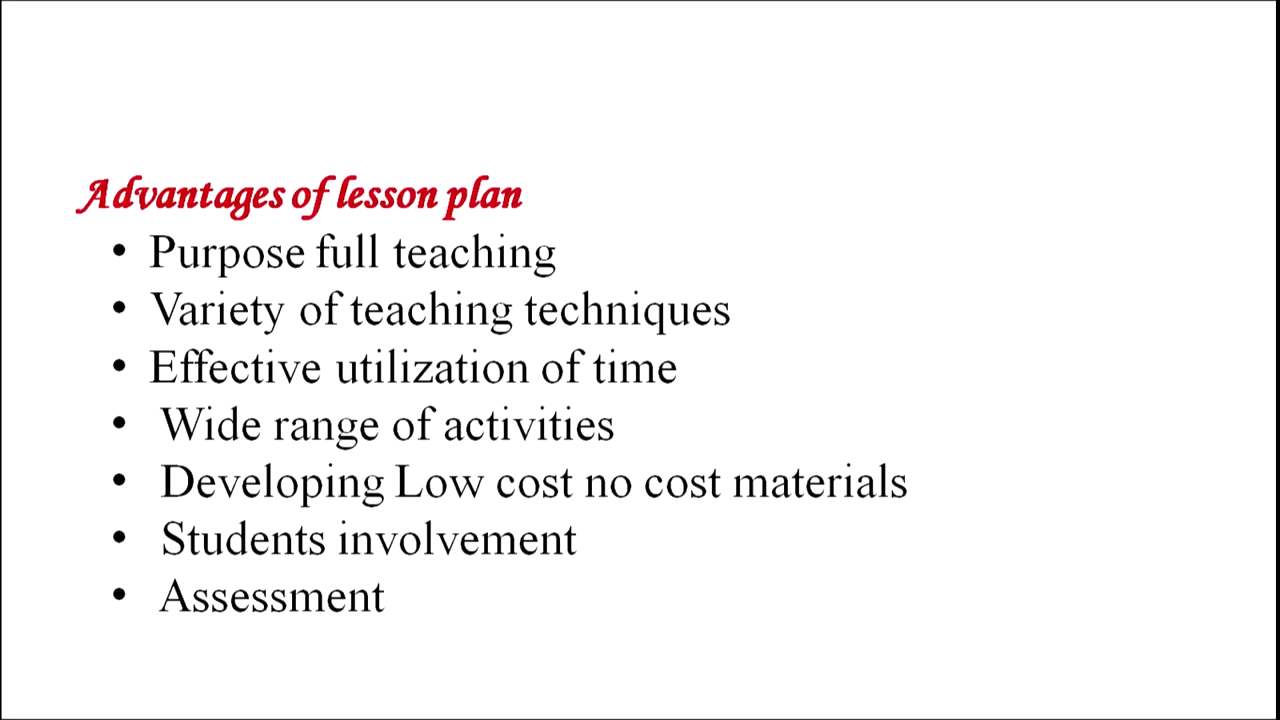 Advantages of lesson plan
• Purpose full teaching
• Variety of teaching techniques
• Effective utilization of time
• Wide range of activities
• Developing Low cost no cost materials
• Students involvement
• Assessment